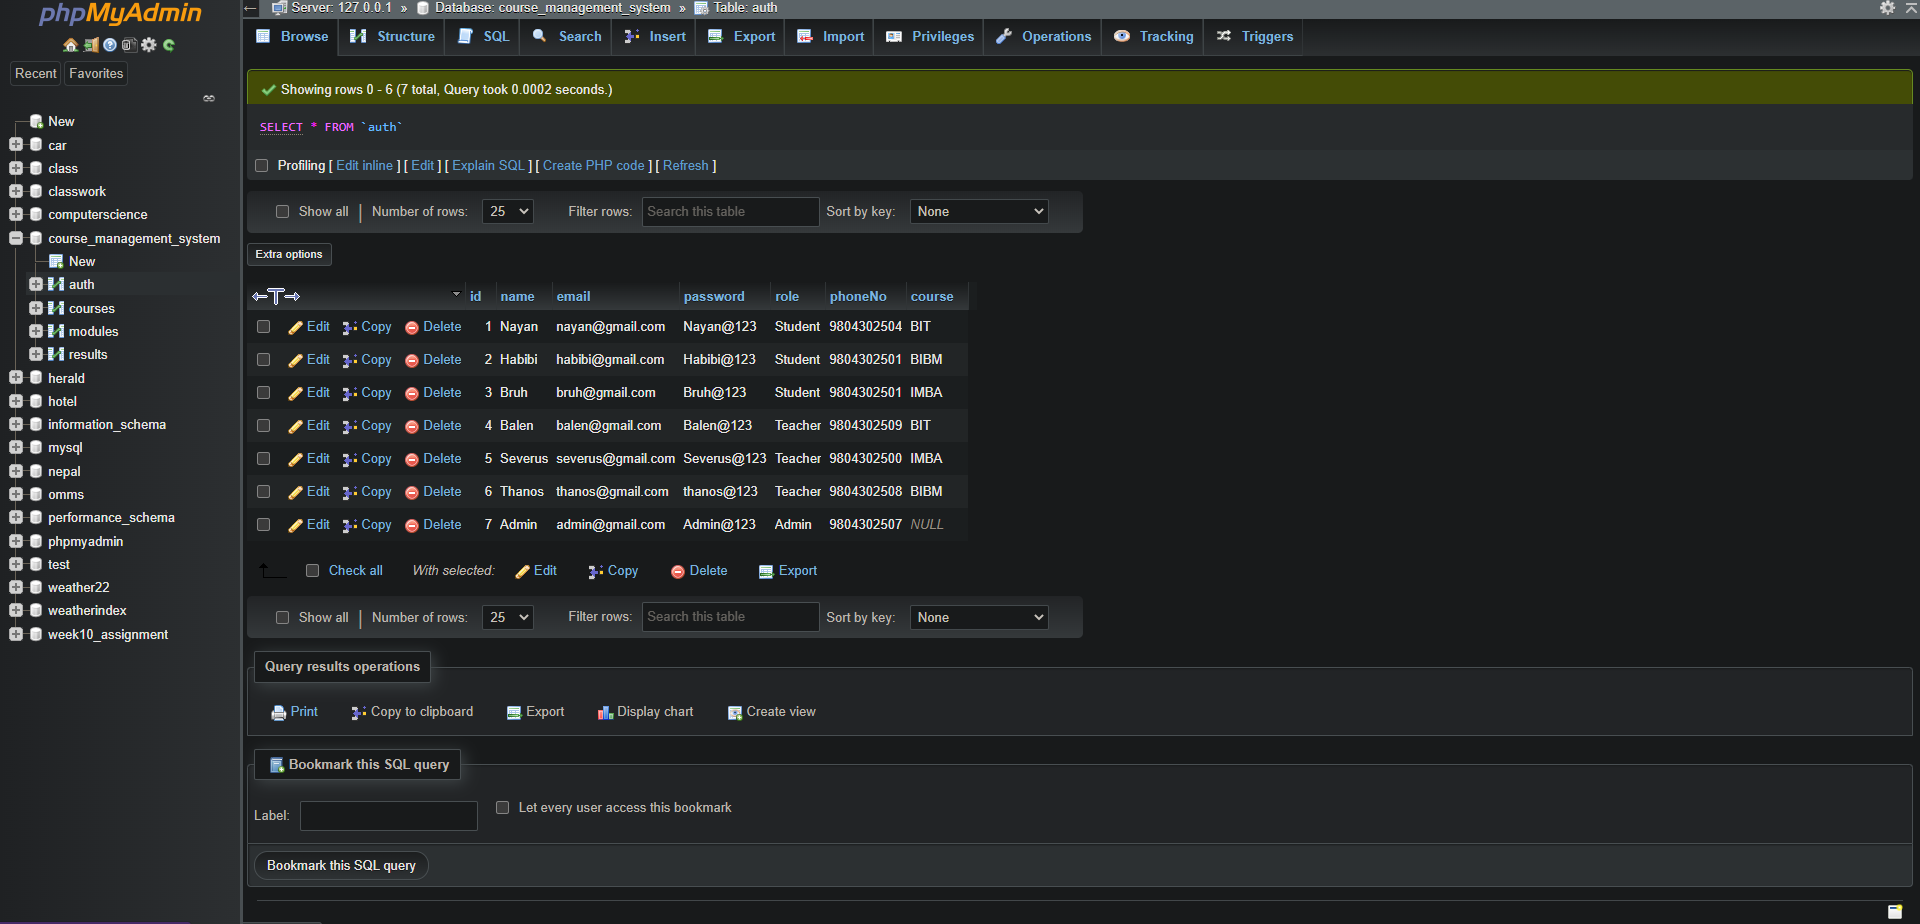 phpMyAdmin
Recent Favorites
New
car
class
classwork
computerscience
course_management_system
New
auth
courses
modules
results
herald
hotel
information_schema
mysql
nepal
omms
performance_schema
phpmyadmin
test
weather22
weatherindex
week10_assignment
Server: 127.0.0.1 » Database: course_management_system » Table: auth
Browse Structure SQL Search Insert Export Import Privileges Operations Tracking Triggers
Showing rows 0 - 6 (7 total, Query took 0.0002 seconds.)
SELECT * FROM `auth`
Profiling [ Edit inline ] [ Edit ] [ Explain SQL ] [ Create PHP code ] [ Refresh ]
Show all | Number of rows: 25 Filter rows: Search this table Sort by key: None
Extra options
id name email password role phoneNo course
Edit Copy Delete 1 Nayan nayan@gmail.com Nayan@123 Student 9804302504 BIT
Edit Copy Delete 2 Habibi habibi@gmail.com Habibi@123 Student 9804302501 BIBM
Edit Copy Delete 3 Bruh bruh@gmail.com Bruh@123 Student 9804302501 IMBA
Edit Copy Delete 4 Balen balen@gmail.com Balen@123 Teacher 9804302509 BIT
Edit Copy Delete 5 Severus severus@gmail.com Severus@123 Teacher 9804302500 IMBA
Edit Copy Delete 6 Thanos thanos@gmail.com thanos@123 Teacher 9804302508 BIBM
Edit Copy Delete 7 Admin admin@gmail.com Admin@123 Admin 9804302507 NULL
Check all With selected: Edit Copy Delete Export
Show all | Number of rows: 25 Filter rows: Search this table Sort by key: None
Query results operations
Print Copy to clipboard Export Display chart Create view
Bookmark this SQL query
Label: Let every user access this bookmark
Bookmark this SQL query